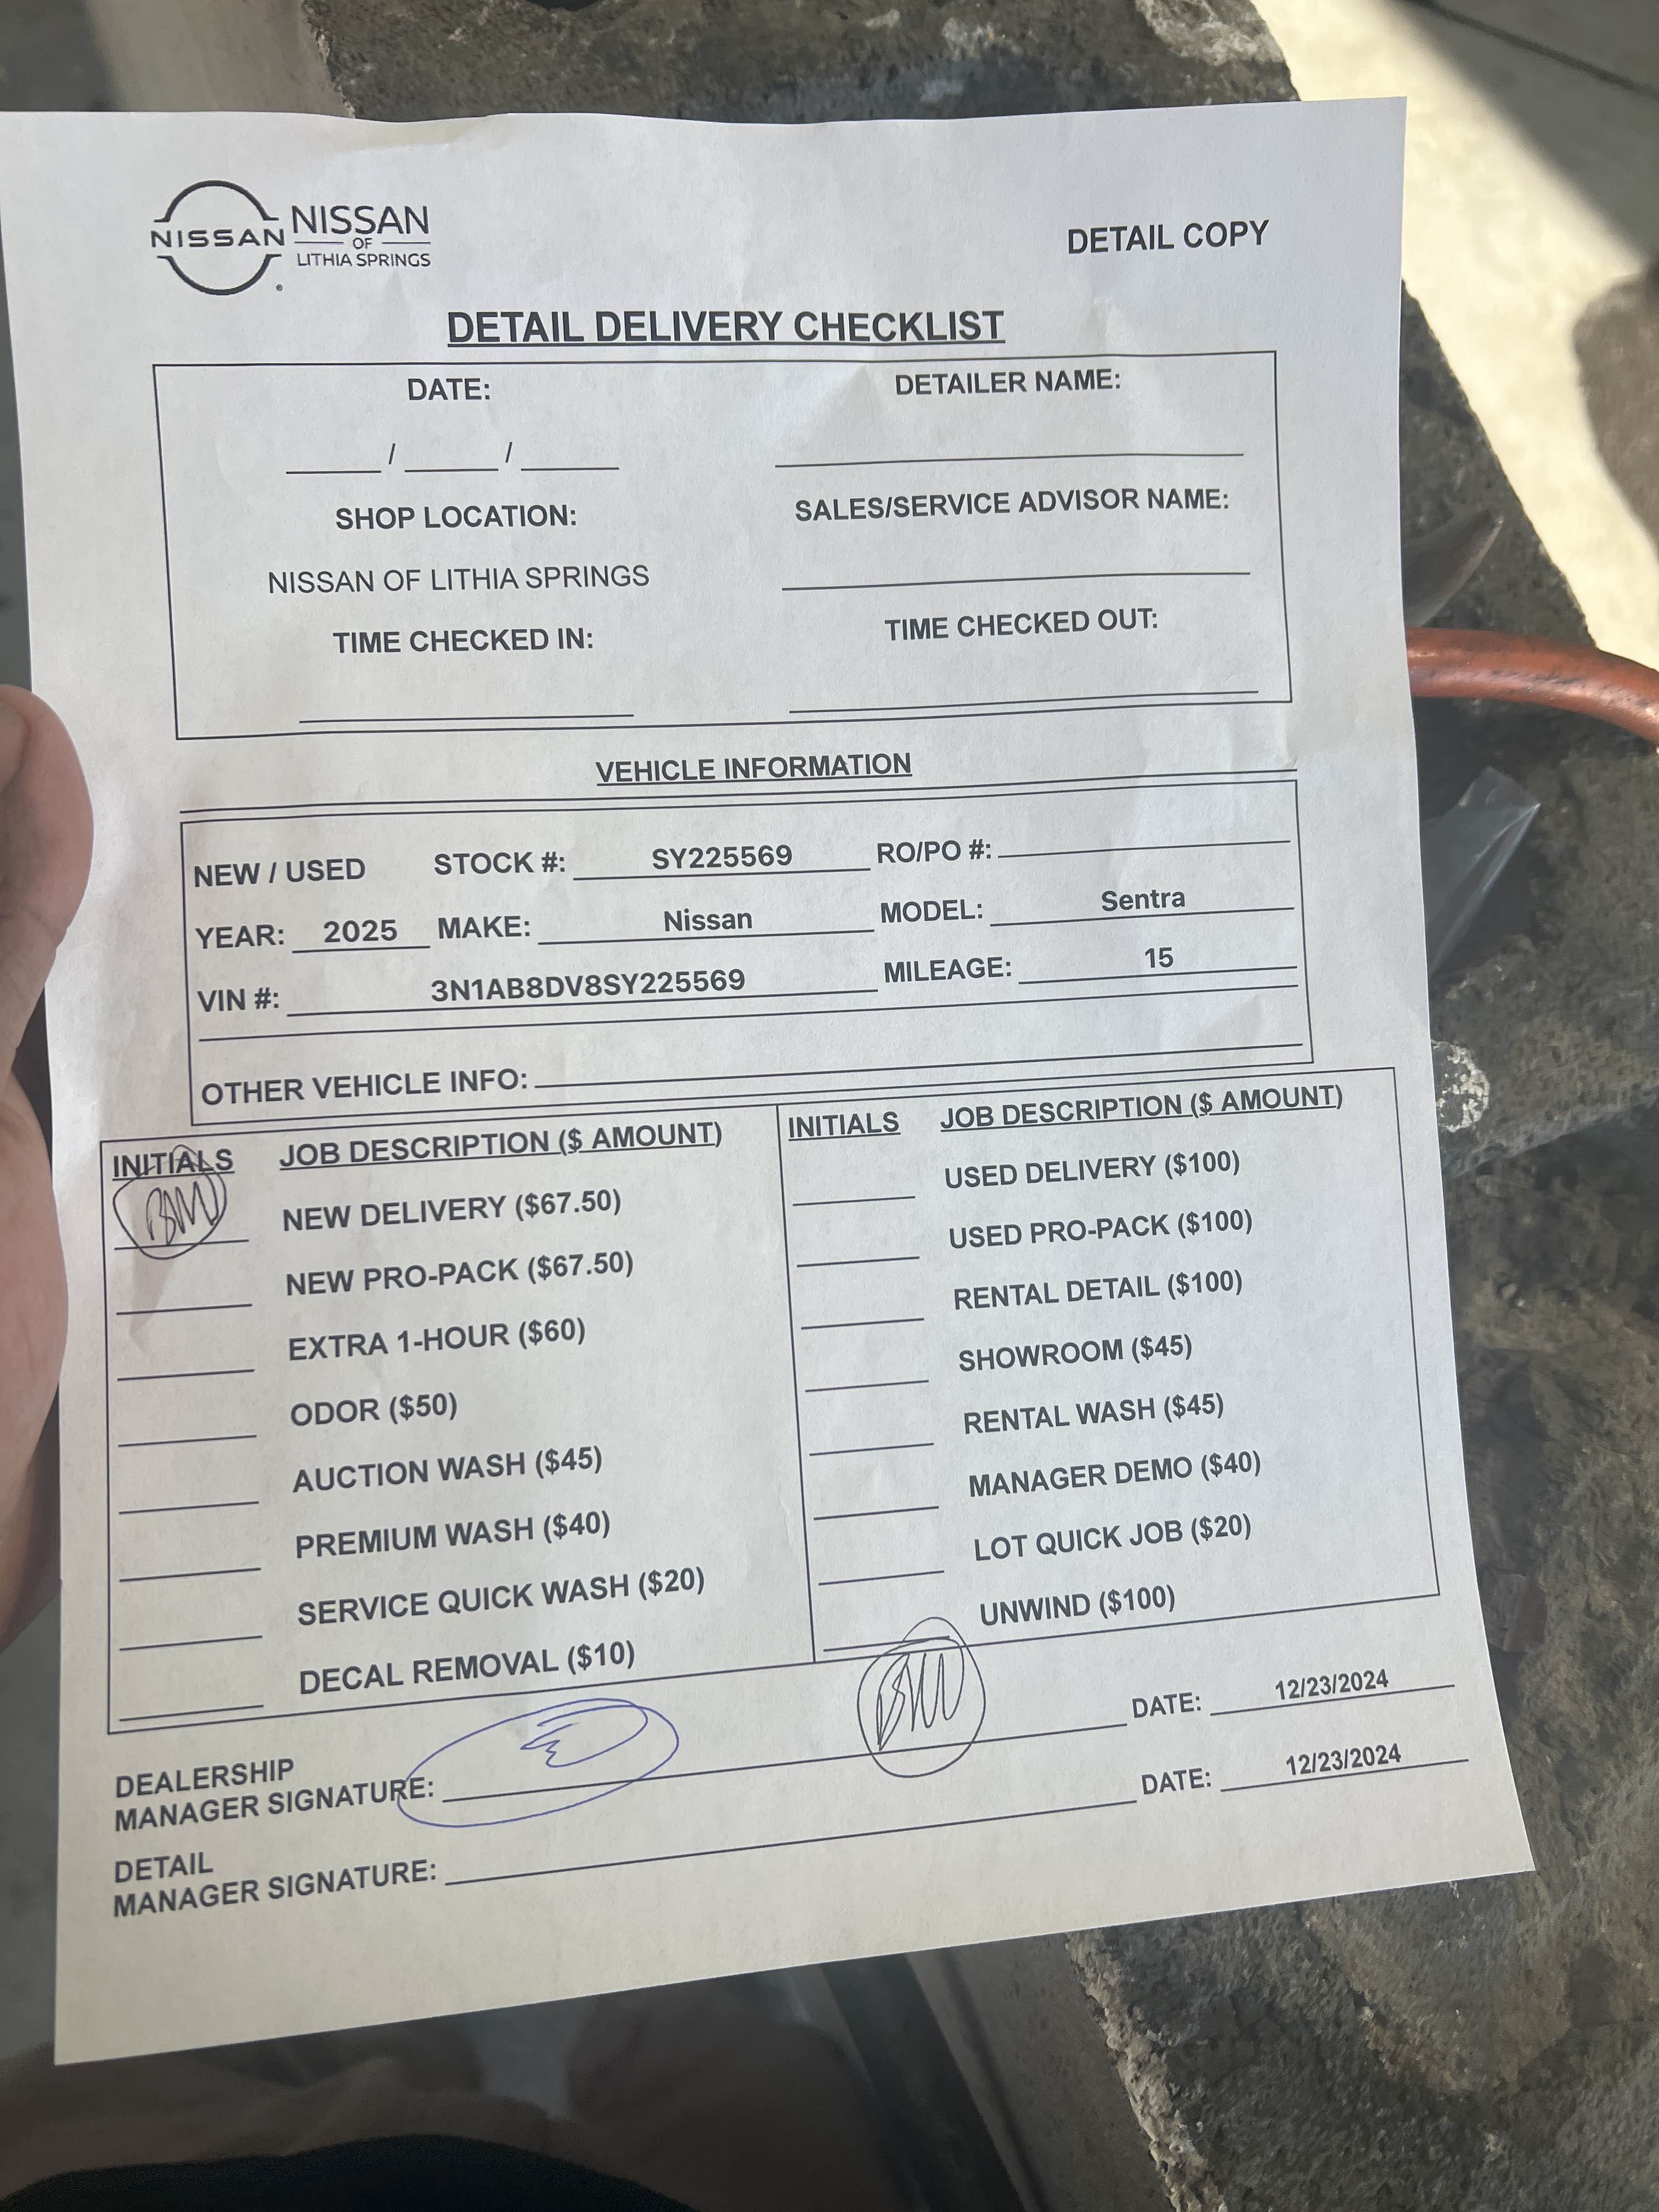 NISSAN
NISSAN
OF
LITHIA SPRINGS
DETAIL COPY
DETAIL DELIVERY CHECKLIST
DATE:
DETAILER NAME:
/ /
SHOP LOCATION:
SALES/SERVICE ADVISOR NAME:
NISSAN OF LITHIA SPRINGS
TIME CHECKED IN:
TIME CHECKED OUT:
VEHICLE INFORMATION
NEW / USED STOCK #: SY225569 RO/PO #:
YEAR: 2025 MAKE: Nissan MODEL: Sentra
VIN #: 3N1AB8DV8SY225569 MILEAGE: 15
OTHER VEHICLE INFO:
INITIALS JOB DESCRIPTION ($ AMOUNT)
BM NEW DELIVERY ($67.50)
NEW PRO-PACK ($67.50)
EXTRA 1-HOUR ($60)
ODOR ($50)
AUCTION WASH ($45)
PREMIUM WASH ($40)
SERVICE QUICK WASH ($20)
DECAL REMOVAL ($10)
INITIALS JOB DESCRIPTION ($ AMOUNT)
USED DELIVERY ($100)
USED PRO-PACK ($100)
RENTAL DETAIL ($100)
SHOWROOM ($45)
RENTAL WASH ($45)
MANAGER DEMO ($40)
LOT QUICK JOB ($20)
UNWIND ($100)
DEALERSHIP
MANAGER SIGNATURE: BM DATE: 12/23/2024
DETAIL
MANAGER SIGNATURE: DATE: 12/23/2024